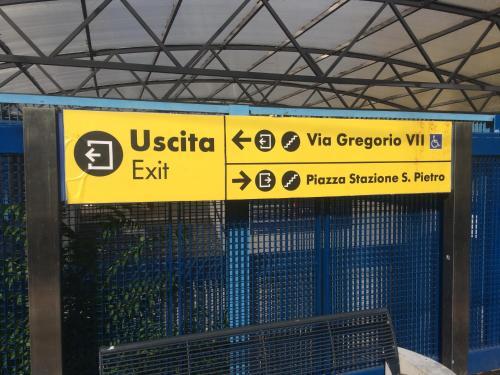 Uscita
Exit
Via Gregorio VII
Piazza Stazione S. Pietro